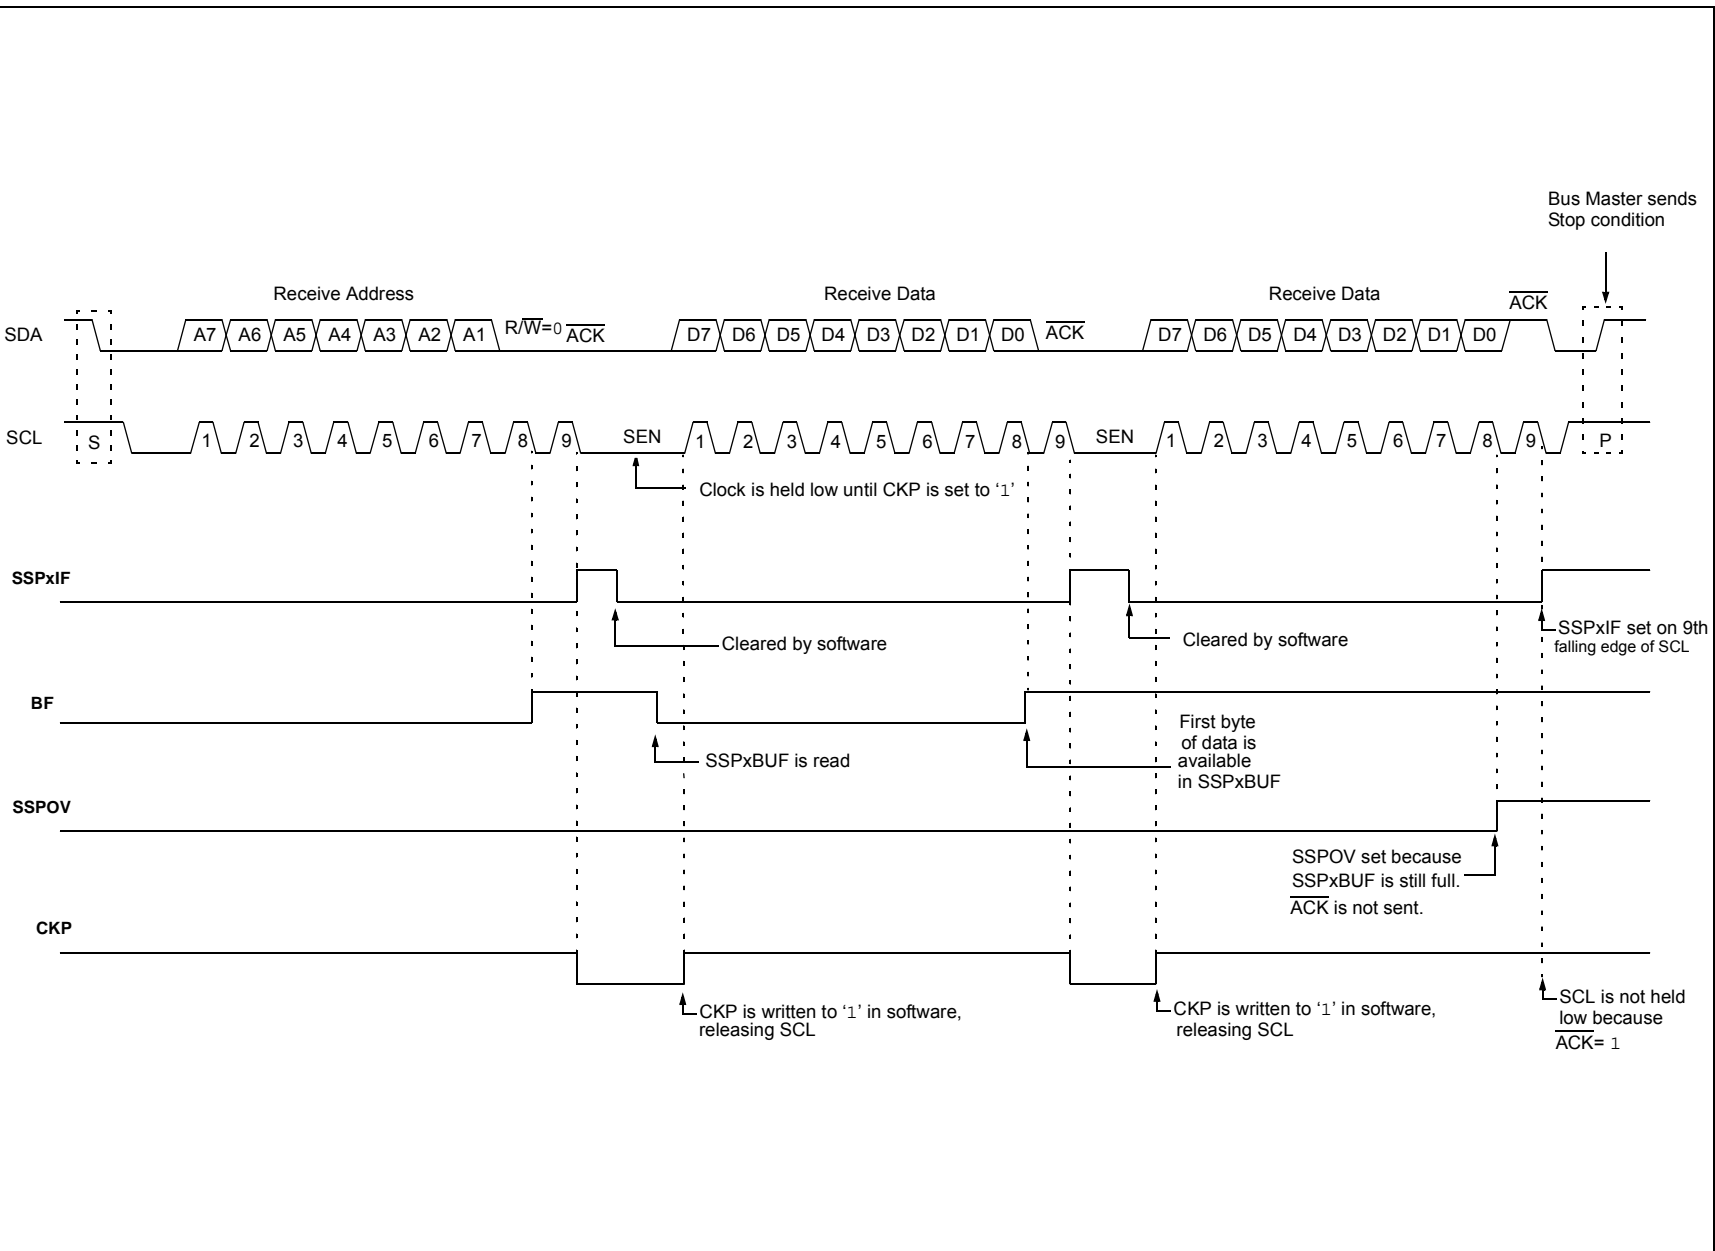 Bus Master sends
Stop condition
Receive Address
Receive Data
Receive Data
ACK
SDA
A7 A6 A5 A4 A3 A2 A1 R/W=0 ACK
D7 D6 D5 D4 D3 D2 D1 D0 ACK
D7 D6 D5 D4 D3 D2 D1 D0
SCL
S 1 2 3 4 5 6 7 8 9 SEN 1 2 3 4 5 6 7 8 9 SEN 1 2 3 4 5 6 7 8 9 P
Clock is held low until CKP is set to ‘1’
SSPxIF
Cleared by software
Cleared by software
SSPxIF set on 9th
falling edge of SCL
BF
SSPxBUF is read
First byte
of data is
available
in SSPxBUF
SSPOV
SSPOV set because
SSPxBUF is still full.
ACK is not sent.
CKP
CKP is written to ‘1’ in software,
releasing SCL
CKP is written to ‘1’ in software,
releasing SCL
SCL is not held
low because
ACK= 1